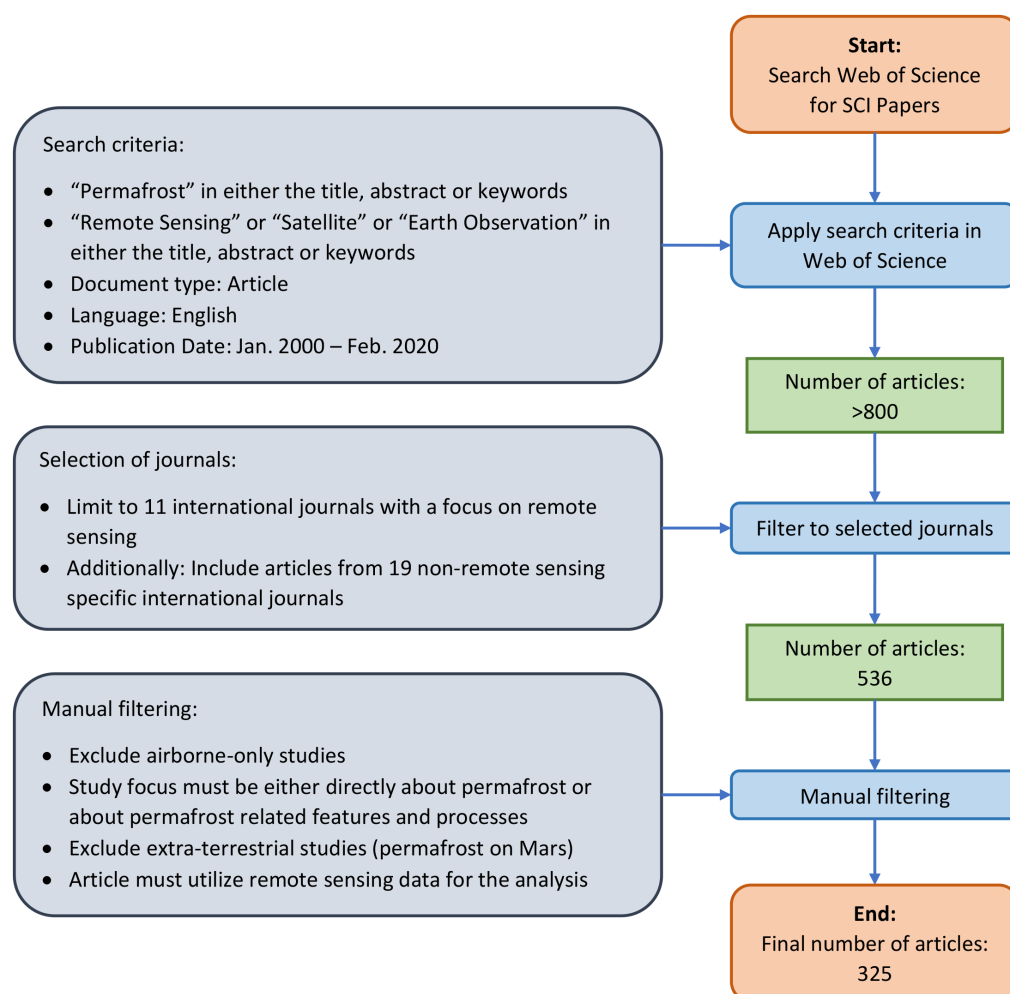 Start:
Search Web of Science
for SCI Papers
Search criteria:
• “Permafrost” in either the title, abstract or keywords
• “Remote Sensing” or “Satellite” or “Earth Observation” in
either the title, abstract or keywords
• Document type: Article
• Language: English
• Publication Date: Jan. 2000 – Feb. 2020
Apply search criteria in
Web of Science
Number of articles:
>800
Selection of journals:
• Limit to 11 international journals with a focus on remote
sensing
• Additionally: Include articles from 19 non-remote sensing
specific international journals
Filter to selected journals
Number of articles:
536
Manual filtering:
• Exclude airborne-only studies
• Study focus must be either directly about permafrost or
about permafrost related features and processes
• Exclude extra-terrestrial studies (permafrost on Mars)
• Article must utilize remote sensing data for the analysis
Manual filtering
End:
Final number of articles:
325